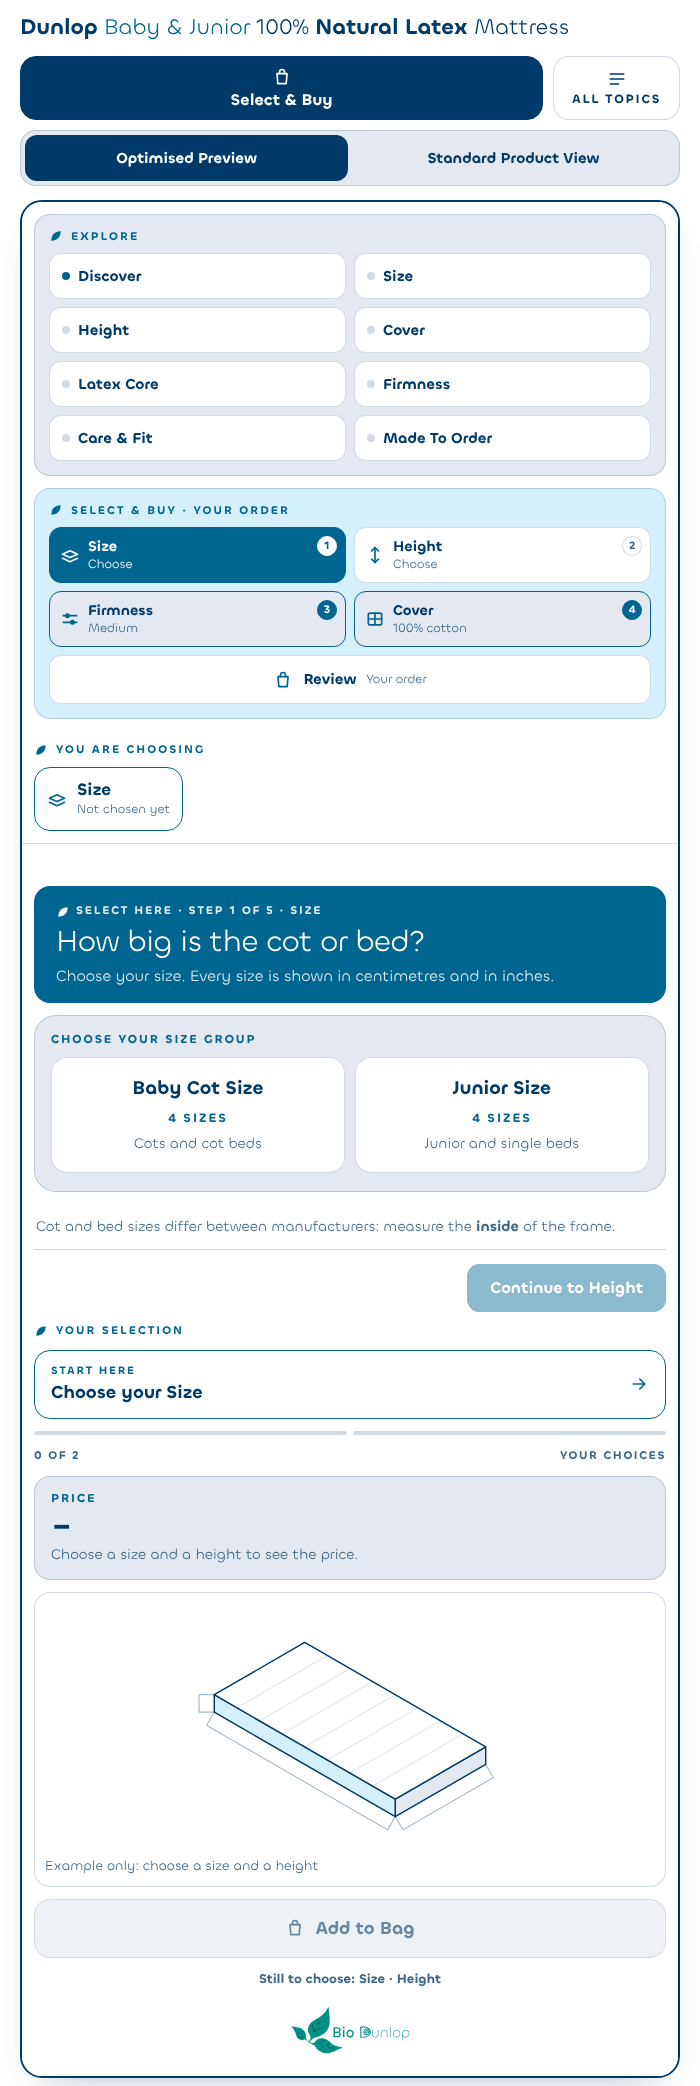 Dunlop Baby & Junior 100% Natural Latex Mattress
Select & Buy
ALL TOPICS
Optimised Preview
Standard Product View
EXPLORE
Discover
Size
Height
Cover
Latex Core
Firmness
Care & Fit
Made To Order
SELECT & BUY · YOUR ORDER
Size
Choose
1
Height
Choose
2
Firmness
Medium
3
Cover
100% cotton
4
Review Your order
YOU ARE CHOOSING
Size
Not chosen yet
SELECT HERE · STEP 1 OF 5 · SIZE
How big is the cot or bed?
Choose your size. Every size is shown in centimetres and in inches.
CHOOSE YOUR SIZE GROUP
Baby Cot Size
4 SIZES
Cots and cot beds
Junior Size
4 SIZES
Junior and single beds
Cot and bed sizes differ between manufacturers: measure the inside of the frame.
Continue to Height
YOUR SELECTION
START HERE
Choose your Size
0 OF 2
YOUR CHOICES
PRICE
–
Choose a size and a height to see the price.
Example only: choose a size and a height
Add to Bag
Still to choose: Size · Height
Bio Dunlop